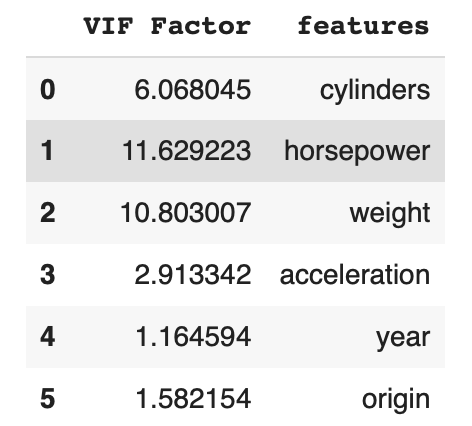 VIF Factor features
0 6.068045 cylinders
1 11.629223 horsepower
2 10.803007 weight
3 2.913342 acceleration
4 1.164594 year
5 1.582154 origin